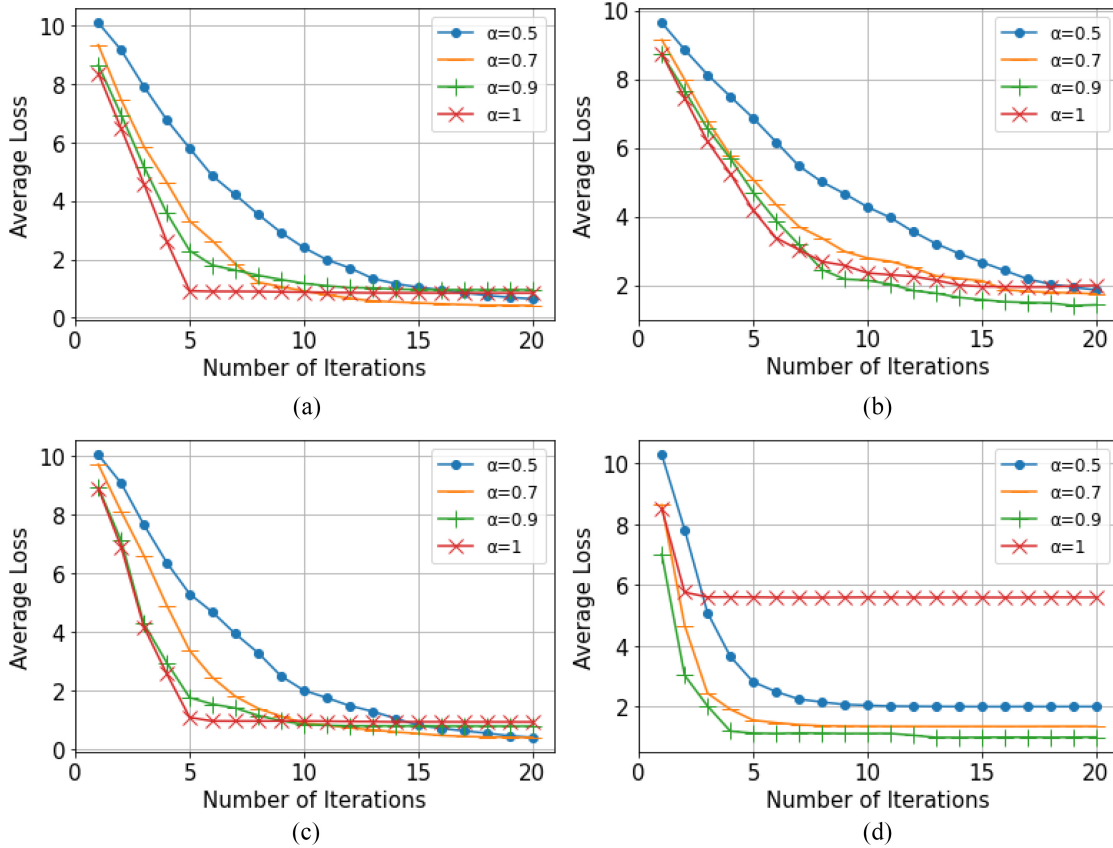 10
8
6
4
2
0
0
5
10
15
20
Average Loss
Number of Iterations
α=0.5
α=0.7
α=0.9
α=1
(a)
10
8
6
4
2
0
5
10
15
20
Average Loss
Number of Iterations
α=0.5
α=0.7
α=0.9
α=1
(b)
10
8
6
4
2
0
0
5
10
15
20
Average Loss
Number of Iterations
α=0.5
α=0.7
α=0.9
α=1
(c)
10
8
6
4
2
0
5
10
15
20
Average Loss
Number of Iterations
α=0.5
α=0.7
α=0.9
α=1
(d)